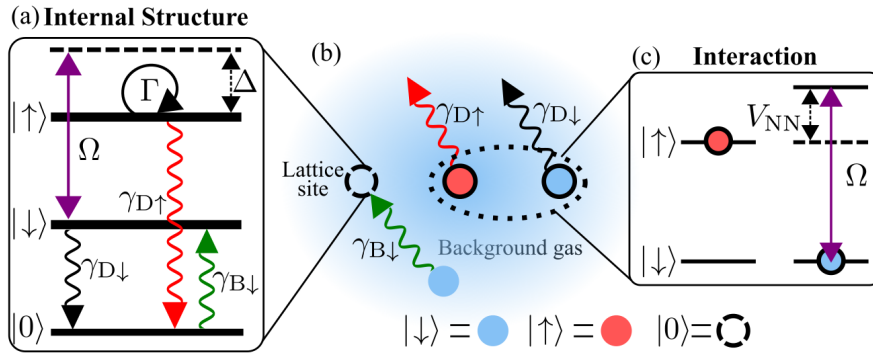 (a) Internal Structure
Δ
Γ
|↑⟩
Ω
γD↑
|↓⟩
γD↓
γB↓
|0⟩
(b)
γD↑
γD↓
Lattice
site
γB↓
Background gas
|↓⟩ = |↑⟩ = |0⟩=
(c) Interaction
VNN
|↑⟩
Ω
|↓⟩